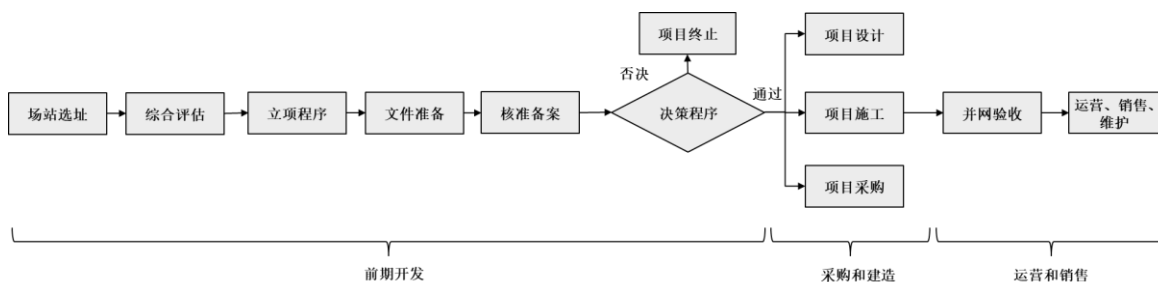 项目终止
项目设计
否决
通过
场站选址
综合评估
立项程序
文件准备
核准备案
决策程序
项目施工
并网验收
运营、销售、
维护
项目采购
前期开发
采购和建造
运营和销售